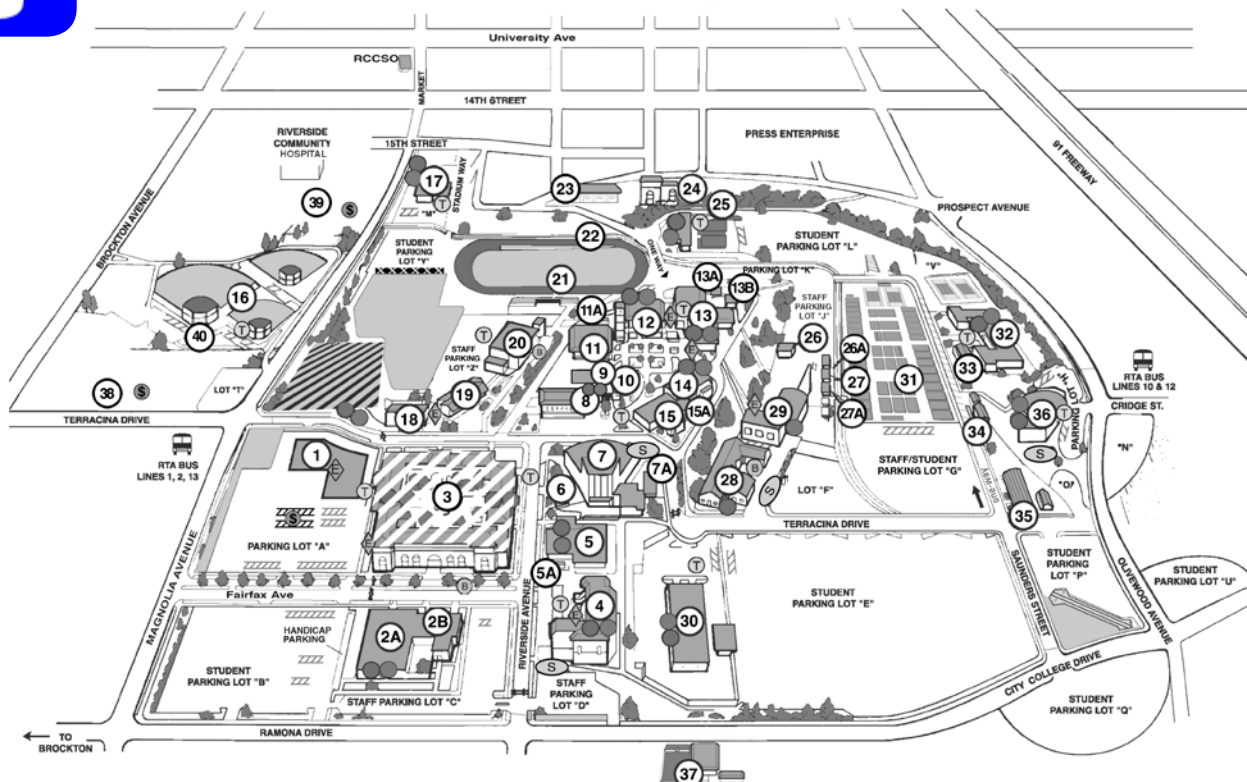 University Ave
RCCSO
MARKET
14TH STREET
RIVERSIDE
COMMUNITY
HOSPITAL
15TH STREET
PRESS ENTERPRISE
91 FREEWAY
BROCKTON AVENUE
STADIUM WAY
17
T
"M"
23
24
25
T
39
$
PROSPECT AVENUE
STUDENT
PARKING
LOT "Y"
22
ONE WAY
STUDENT
PARKING LOT "L"
"V"
PARKING LOT "K"
21
13A
13B
STAFF
PARKING
LOT "J"
16
T
40
11A
12
E
T
13
E
26
26A
27
27A
31
32
T
33
20
T
B
STAFF
PARKING
LOT "Z"
11
9
10
8
T
14
15
15A
19
18
E
29
E
38
$
LOT "T"
TERRACINA DRIVE
RTA BUS
LINES 10 & 12
CRIDGE ST.
PARKING
LOT "H"
36
T
34
S
"N"
"O"
RTA BUS
LINES 1, 2, 13
1
E
T
3
T
7
S
7A
6
28
B
S
LOT "F"
STAFF/STUDENT
PARKING LOT "G"
35
TERRACINA DRIVE
$
PARKING LOT "A"
E
5
5A
B
Fairfax Ave
MAGNOLIA AVENUE
RIVERSIDE AVENUE
T
E
4
S
T
30
STUDENT
PARKING LOT "E"
SAUNDERS STREET
STUDENT
PARKING
LOT "P"
OLIVEWOOD AVENUE
STUDENT
PARKING LOT "U"
HANDICAP
PARKING
2A
2B
STUDENT
PARKING LOT "B"
STAFF PARKING LOT "C"
STAFF
PARKING
LOT "D"
CITY COLLEGE DRIVE
STUDENT
PARKING LOT "Q"
RAMONA DRIVE
TO
BROCKTON
37